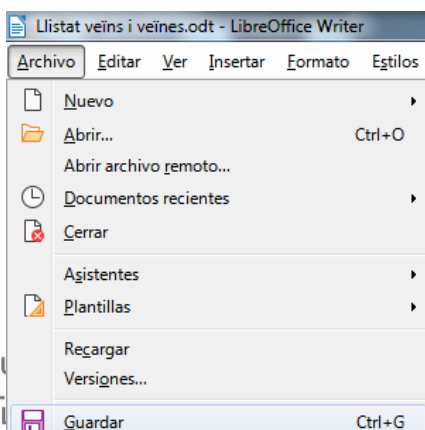 Llistat veïns i veïnes.odt - LibreOffice Writer
Archivo Editar Ver Insertar Formato Estilos
Nuevo
Abrir... Ctrl+O
Abrir archivo remoto...
Documentos recientes
Cerrar
Asistentes
Plantillas
Recargar
Versiones...
Guardar Ctrl+G